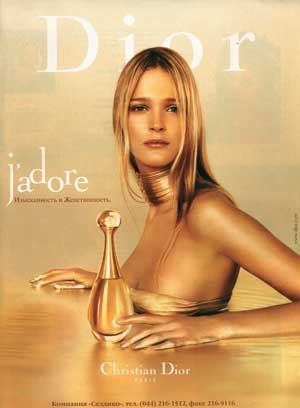 Dior
j'adore
Изысканность и Женственность.
Christian Dior
PARIS
Компания «Селдико», тел. (044) 216-1512, факс 216-9116